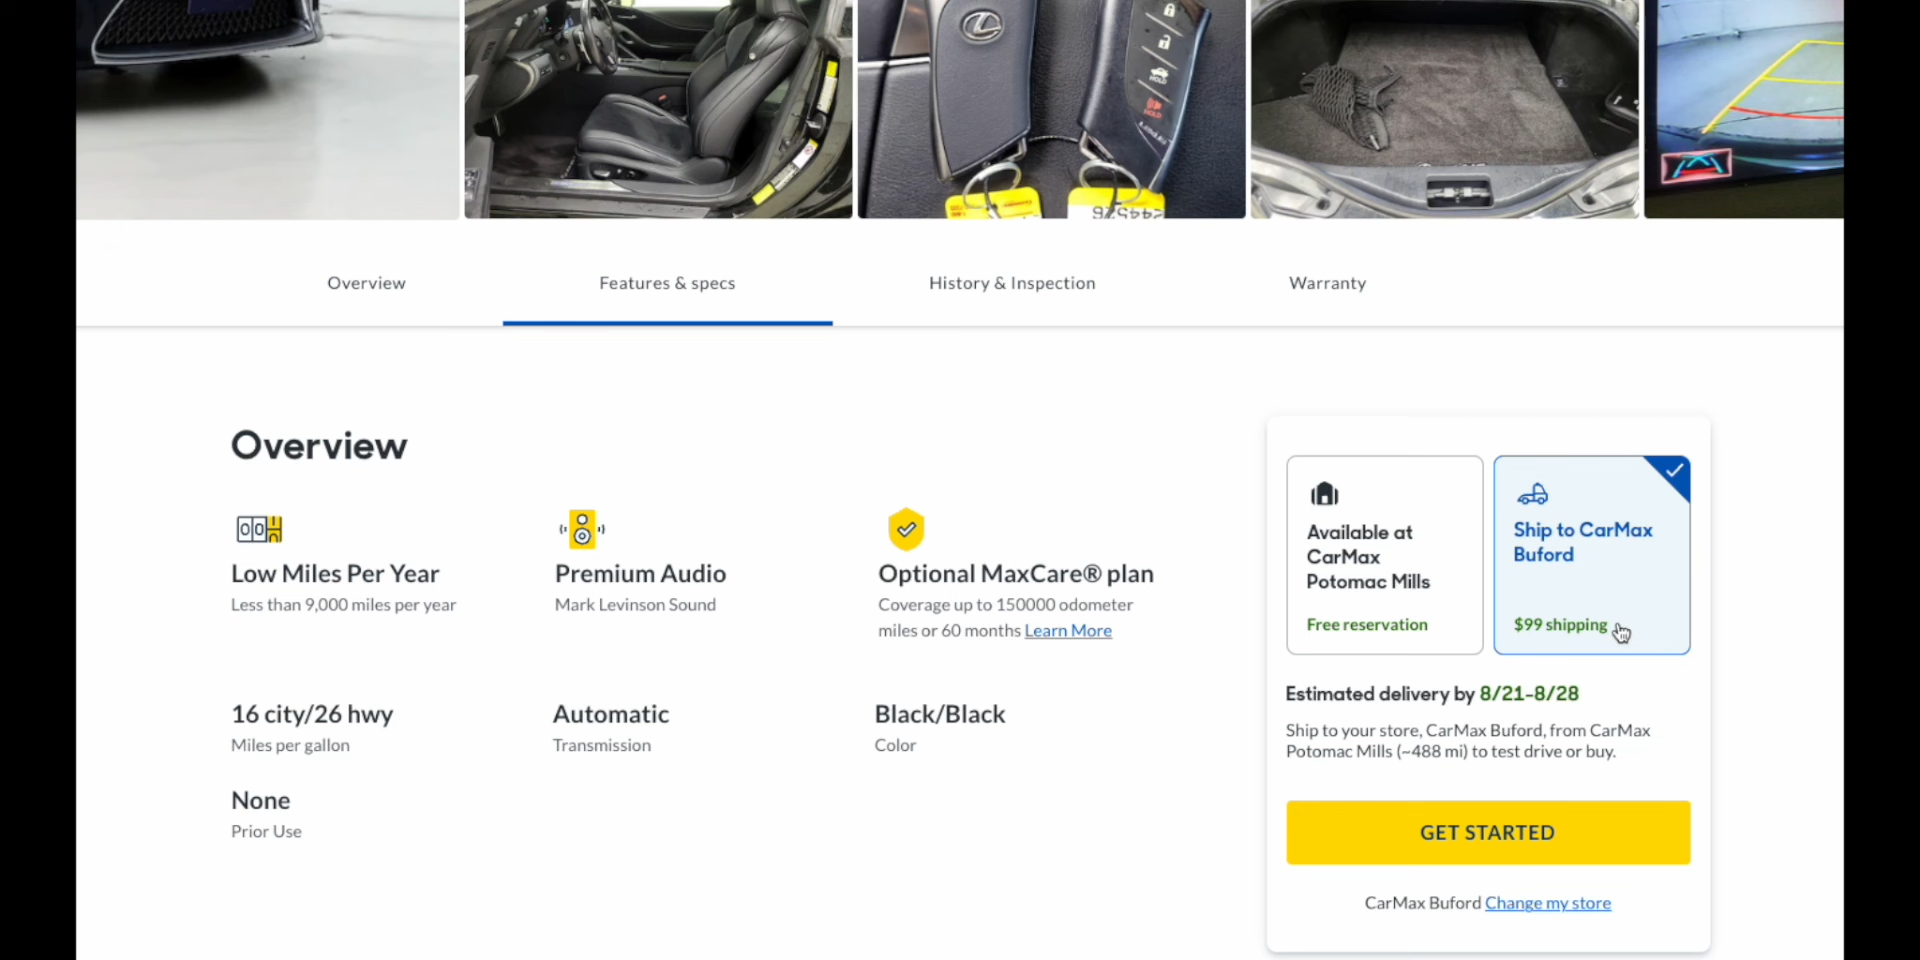 HOLD
HOLD
244526
Overview
Features & specs
History & Inspection
Warranty
Overview
Low Miles Per Year
Less than 9,000 miles per year
Premium Audio
Mark Levinson Sound
Optional MaxCare® plan
Coverage up to 150000 odometer
miles or 60 months Learn More
16 city/26 hwy
Miles per gallon
Automatic
Transmission
Black/Black
Color
None
Prior Use
Available at
CarMax
Potomac Mills
Free reservation
Ship to CarMax
Buford
$99 shipping
Estimated delivery by 8/21-8/28
Ship to your store, CarMax Buford, from CarMax
Potomac Mills (~488 mi) to test drive or buy.
GET STARTED
CarMax Buford Change my store